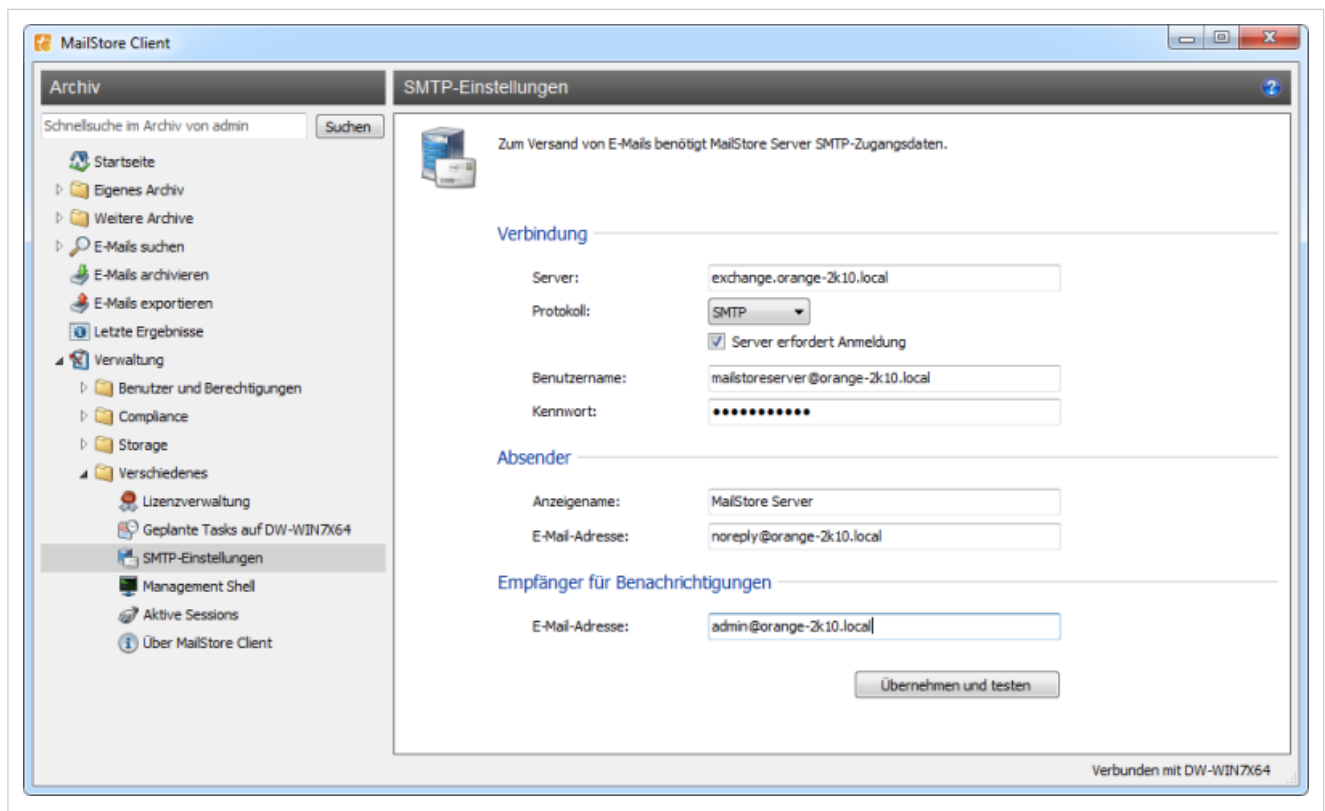 MailStore Client
Archiv
Schnellsuche im Archiv von admin
Suchen
Startseite
Eigenes Archiv
Weitere Archive
E-Mails suchen
E-Mails archivieren
E-Mails exportieren
Letzte Ergebnisse
Verwaltung
Benutzer und Berechtigungen
Compliance
Storage
Verschiedenes
Lizenzverwaltung
Geplante Tasks auf DW-WIN7X64
SMTP-Einstellungen
Management Shell
Aktive Sessions
Über MailStore Client
SMTP-Einstellungen
Zum Versand von E-Mails benötigt MailStore Server SMTP-Zugangsdaten.
Verbindung
Server: exchange.orange-2k10.local
Protokoll: SMTP
Server erfordert Anmeldung
Benutzername: mailstoreserver@orange-2k10.local
Kennwort: •••••••••••
Absender
Anzeigename: MailStore Server
E-Mail-Adresse: noreply@orange-2k10.local
Empfänger für Benachrichtigungen
E-Mail-Adresse: admin@orange-2k10.local
Übernehmen und testen
Verbunden mit DW-WIN7X64